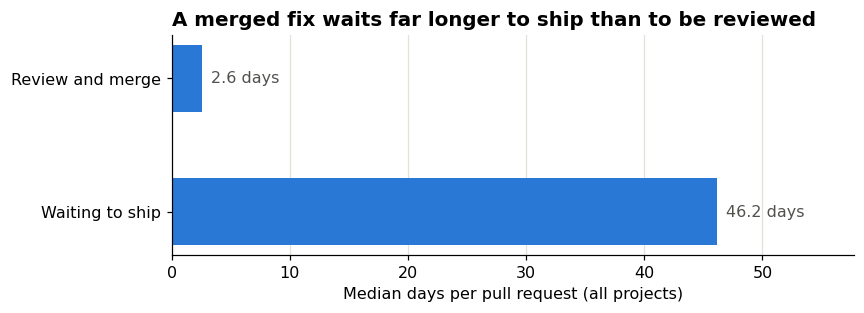 A merged fix waits far longer to ship than to be reviewed
Review and merge
2.6 days
Waiting to ship
46.2 days
0 10 20 30 40 50
Median days per pull request (all projects)